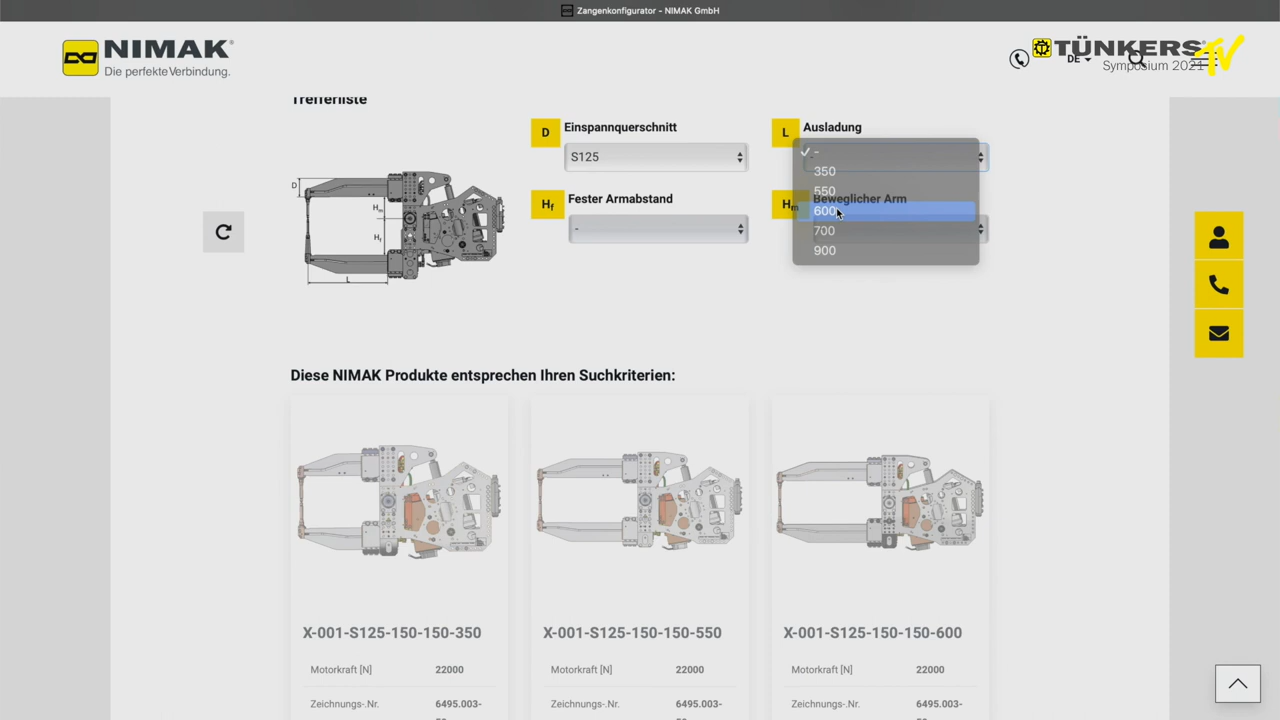 Zangenkonfigurator - NIMAK GmbH
NIMAK®
Die perfekte Verbindung.
TÜNKERS TV
Symposium 2021
DE
Trefferliste
D
Einspannquerschnitt
S125
L
Ausladung
-
350
550
600
700
900
Hf
Fester Armabstand
-
Hm
Beweglicher Arm
D
Hm
Hf
L
Diese NIMAK Produkte entsprechen Ihren Suchkriterien:
X-001-S125-150-150-350
Motorkraft [N] 22000
Zeichnungs-.Nr. 6495.003-
X-001-S125-150-150-550
Motorkraft [N] 22000
Zeichnungs-.Nr. 6495.003-
X-001-S125-150-150-600
Motorkraft [N] 22000
Zeichnungs-.Nr. 6495.003-